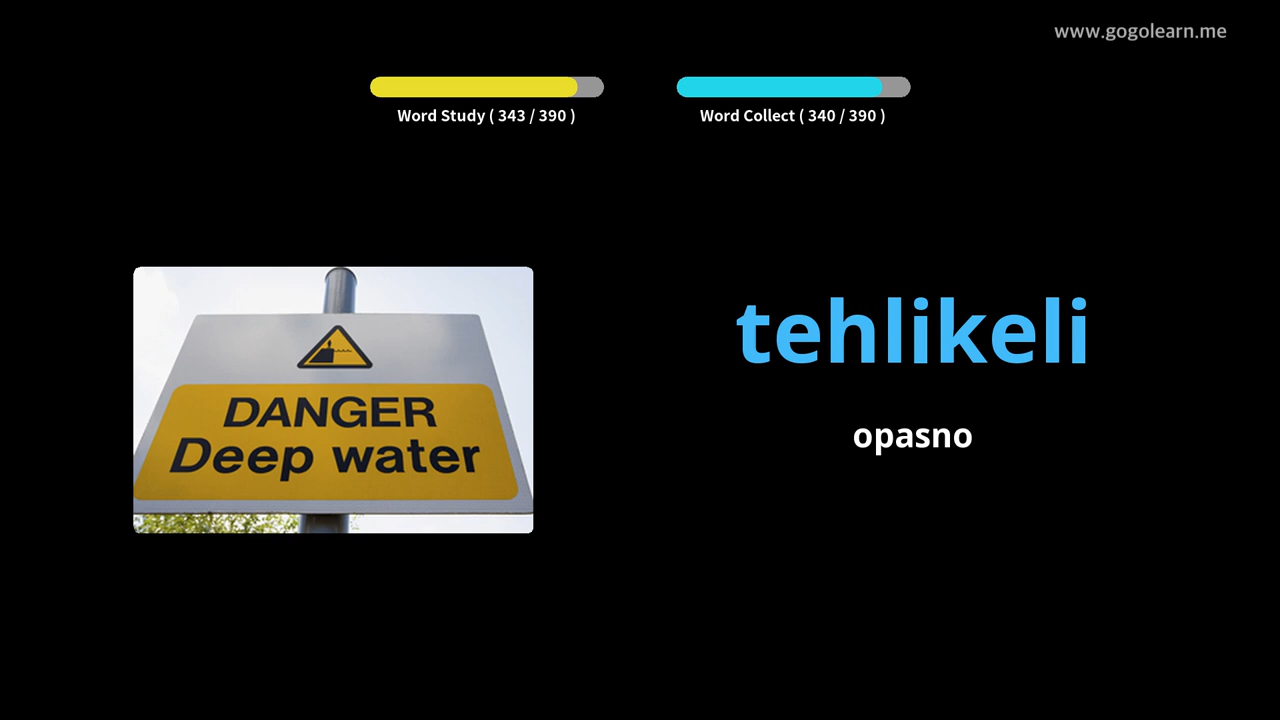 www.gogolearn.me
Word Study ( 343 / 390 )
Word Collect ( 340 / 390 )
DANGER
Deep water
tehlikeli
opasno